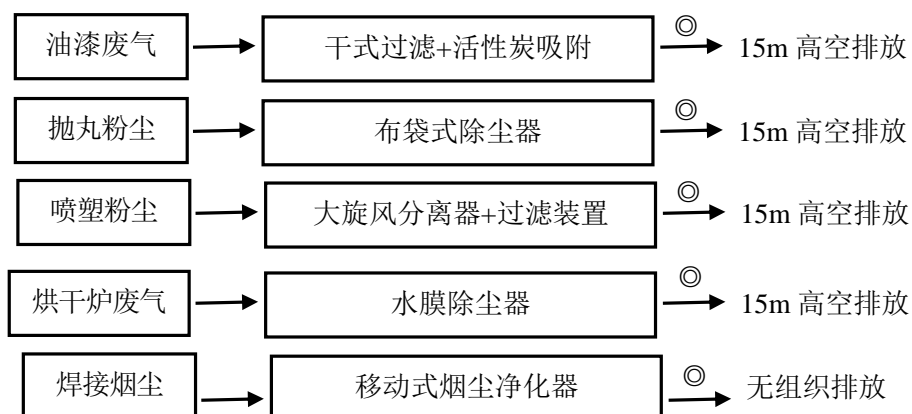 油漆废气 干式过滤+活性炭吸附 ◎ 15m 高空排放
抛丸粉尘 布袋式除尘器 ◎ 15m 高空排放
喷塑粉尘 大旋风分离器+过滤装置 ◎ 15m 高空排放
烘干炉废气 水膜除尘器 ◎ 15m 高空排放
焊接烟尘 移动式烟尘净化器 ◎ 无组织排放